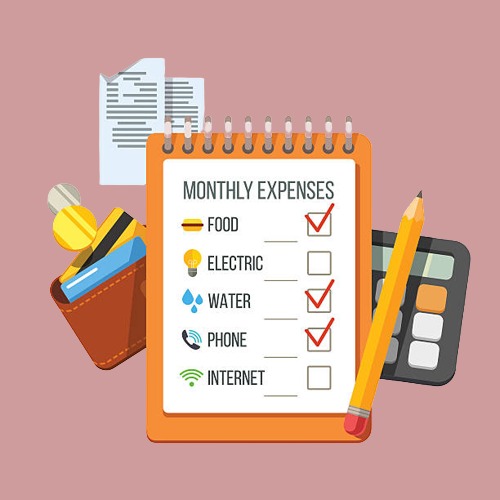 MONTHLY EXPENSES
FOOD
ELECTRIC
WATER
PHONE
INTERNET